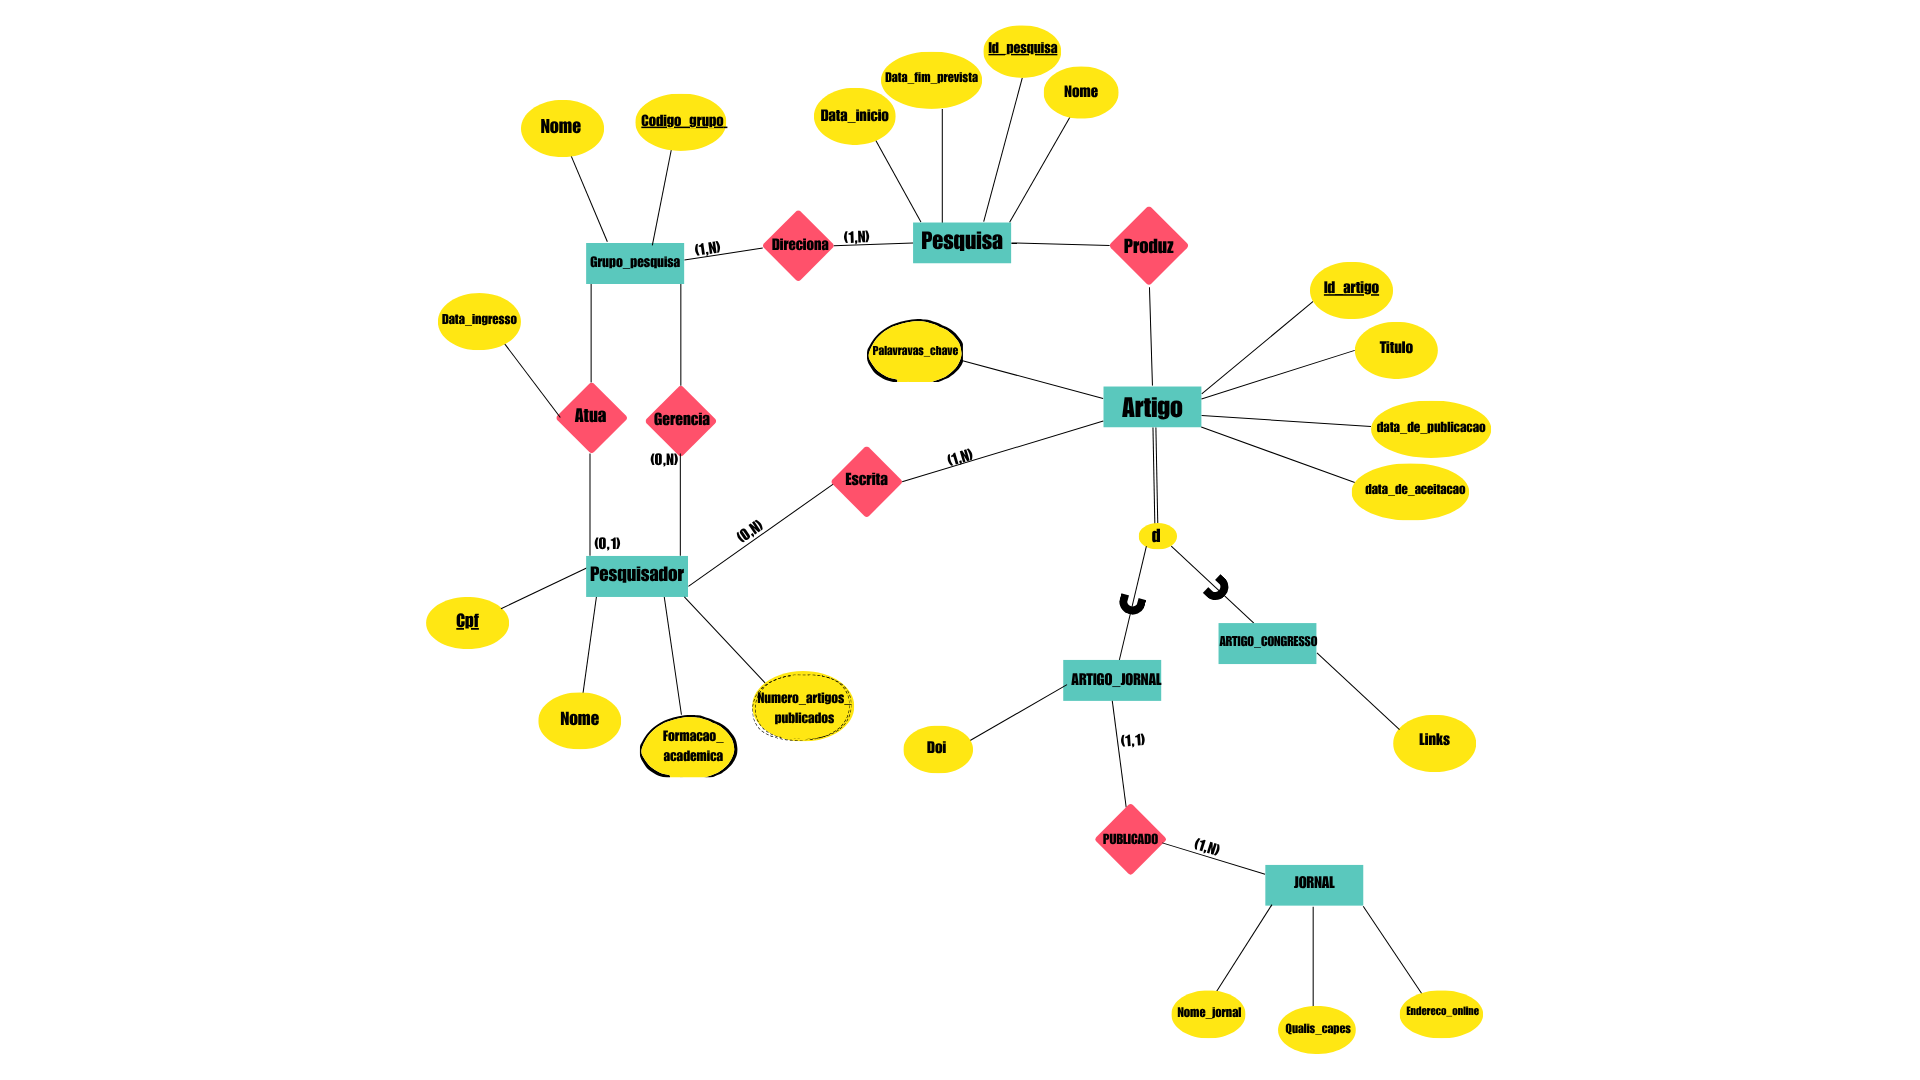 Id_pesquisa
Data_fim_prevista
Nome
Data_inicio
Nome
Codigo_grupo
Grupo_pesquisa
(1,N)
Direciona
(1,N)
Pesquisa
Produz
Id_artigo
Data_ingresso
Palavravas_chave
Titulo
Artigo
Atua
Gerencia
data_de_publicacao
(0,N)
(1,N)
Escrita
data_de_aceitacao
(0,N)
(0,1)
d
Pesquisador
Cpf
ARTIGO_CONGRESSO
ARTIGO_JORNAL
Nome
Formacao_
academica
Numero_artigos_
publicados
Doi
(1,1)
Links
PUBLICADO
(1,N)
JORNAL
Nome_jornal
Qualis_capes
Endereco_online